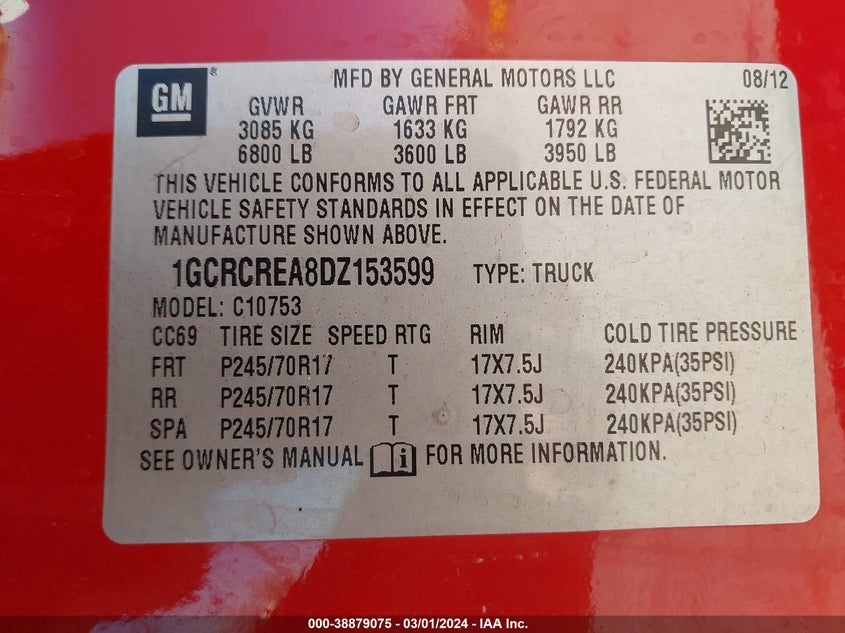 GM ® MFD BY GENERAL MOTORS LLC 08/12
GVWR GAWR FRT GAWR RR
3085 KG 1633 KG 1792 KG
6800 LB 3600 LB 3950 LB
THIS VEHICLE CONFORMS TO ALL APPLICABLE U.S. FEDERAL MOTOR
VEHICLE SAFETY STANDARDS IN EFFECT ON THE DATE OF
MANUFACTURE SHOWN ABOVE.
1GCRCREA8DZ153599 TYPE: TRUCK
MODEL: C10753
CC69 TIRE SIZE SPEED RTG RIM COLD TIRE PRESSURE
FRT P245/70R17 T 17X7.5J 240KPA(35PSI)
RR P245/70R17 T 17X7.5J 240KPA(35PSI)
SPA P245/70R17 T 17X7.5J 240KPA(35PSI)
SEE OWNER'S MANUAL FOR MORE INFORMATION.
000-38879075 - 03/01/2024 - IAA Inc.